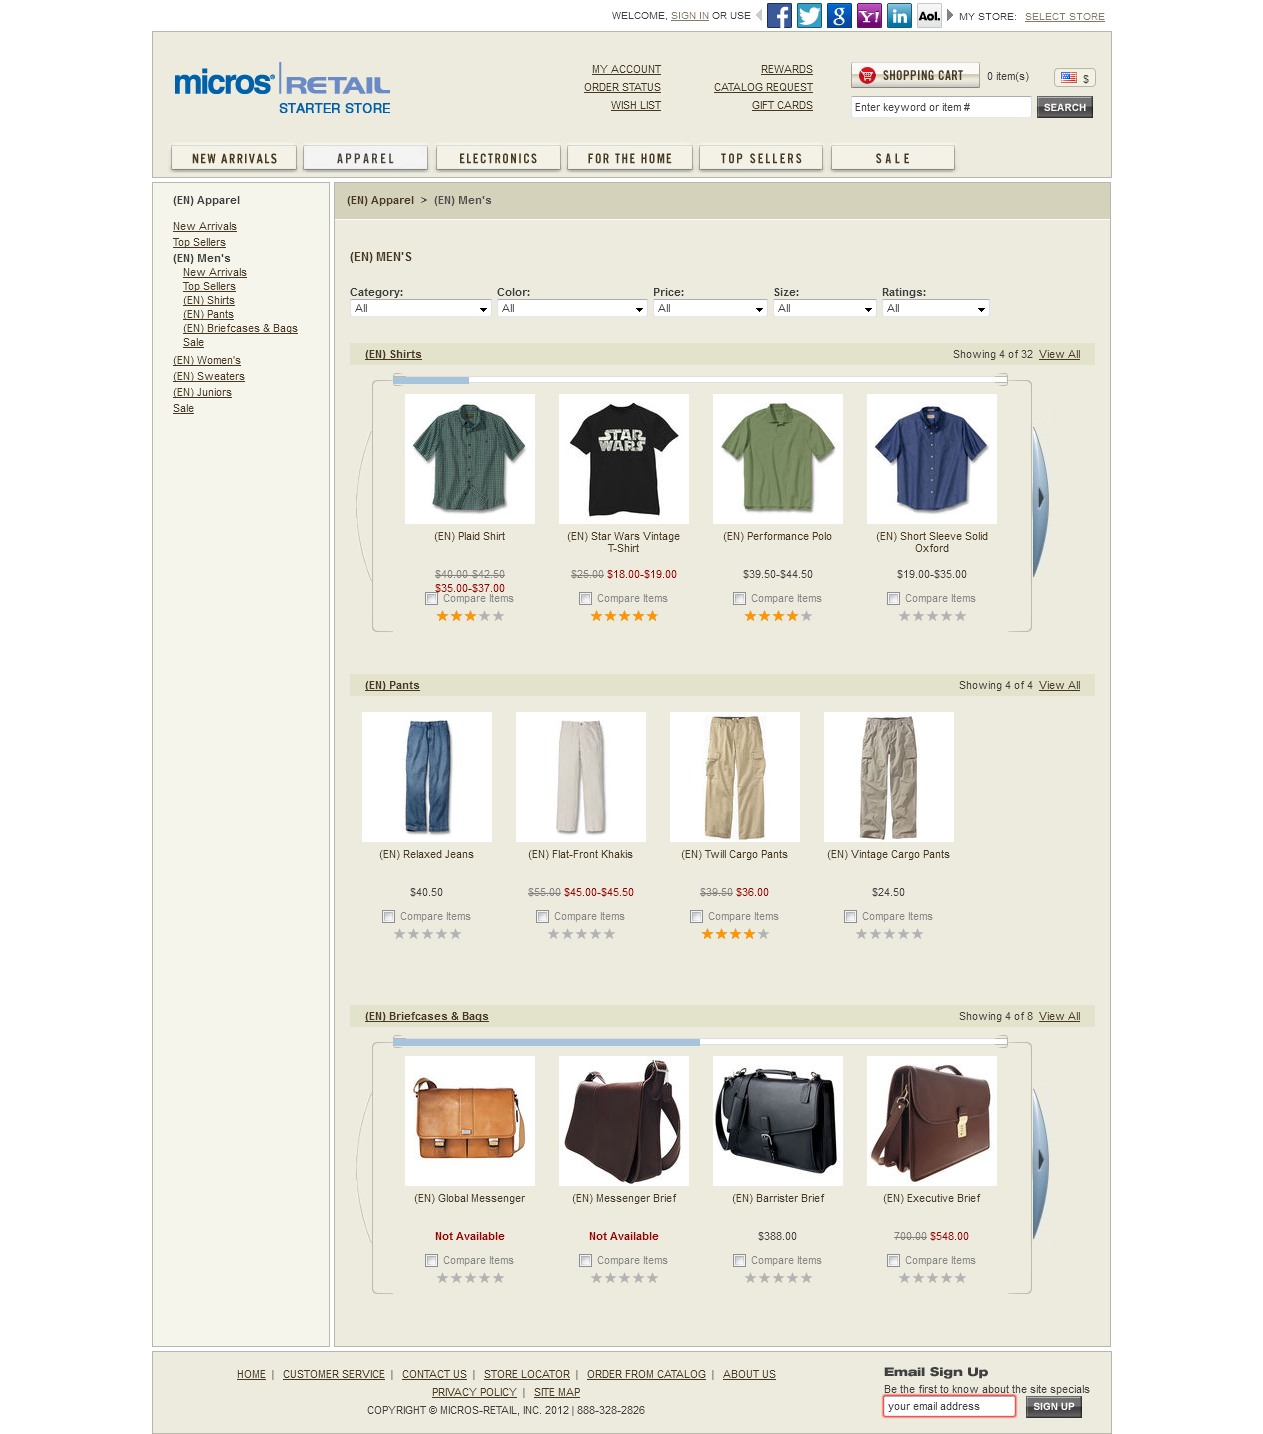 WELCOME, SIGN IN OR USE
Aol.
MY STORE: SELECT STORE
micros® RETAIL
STARTER STORE
MY ACCOUNT
ORDER STATUS
WISH LIST
REWARDS
CATALOG REQUEST
GIFT CARDS
SHOPPING CART
0 item(s)
$
Enter keyword or item #
SEARCH
NEW ARRIVALS
APPAREL
ELECTRONICS
FOR THE HOME
TOP SELLERS
SALE
(EN) Apparel
New Arrivals
Top Sellers
(EN) Men's
New Arrivals
Top Sellers
(EN) Shirts
(EN) Pants
(EN) Briefcases & Bags
Sale
(EN) Women's
(EN) Sweaters
(EN) Juniors
Sale
(EN) Apparel > (EN) Men's
(EN) MEN'S
Category: Color: Price: Size: Ratings:
All All All All All
(EN) Shirts Showing 4 of 32 View All
STAR
WARS
(EN) Plaid Shirt
$40.00-$42.50
$35.00-$37.00
Compare Items
(EN) Star Wars Vintage
T-Shirt
$25.00 $18.00-$19.00
Compare Items
(EN) Performance Polo
$39.50-$44.50
Compare Items
(EN) Short Sleeve Solid
Oxford
$19.00-$35.00
Compare Items
(EN) Pants Showing 4 of 4 View All
(EN) Relaxed Jeans
$40.50
Compare Items
(EN) Flat-Front Khakis
$55.00 $45.00-$45.50
Compare Items
(EN) Twill Cargo Pants
$39.50 $36.00
Compare Items
(EN) Vintage Cargo Pants
$24.50
Compare Items
(EN) Briefcases & Bags Showing 4 of 8 View All
(EN) Global Messenger
Not Available
Compare Items
(EN) Messenger Brief
Not Available
Compare Items
(EN) Barrister Brief
$388.00
Compare Items
(EN) Executive Brief
700.00 $548.00
Compare Items
HOME | CUSTOMER SERVICE | CONTACT US | STORE LOCATOR | ORDER FROM CATALOG | ABOUT US
PRIVACY POLICY | SITE MAP
COPYRIGHT © MICROS-RETAIL, INC. 2012 | 888-328-2826
Email Sign Up
Be the first to know about the site specials
your email address
SIGN UP